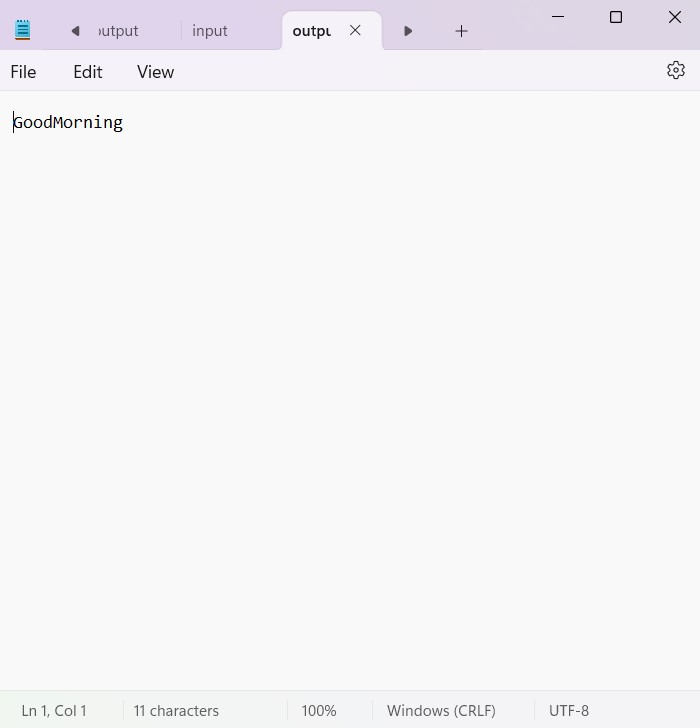 output
input
outpu
File Edit View
GoodMorning
Ln 1, Col 1 11 characters 100% Windows (CRLF) UTF-8